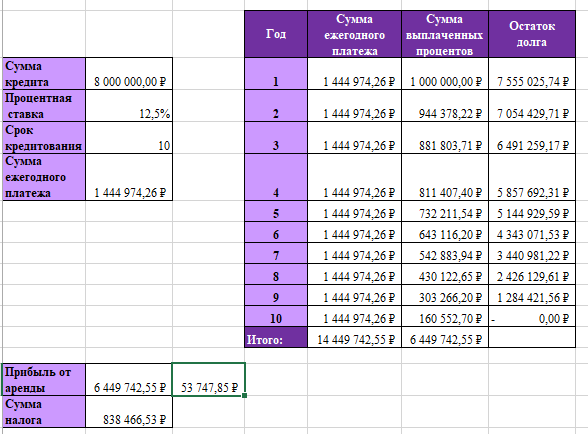 Сумма кредита 8 000 000,00 ₽
Процентная ставка 12,5%
Срок кредитования 10
Сумма ежегодного платежа 1 444 974,26 ₽
Год Сумма ежегодного платежа Сумма выплаченных процентов Остаток долга
1 1 444 974,26 ₽ 1 000 000,00 ₽ 7 555 025,74 ₽
2 1 444 974,26 ₽ 944 378,22 ₽ 7 054 429,71 ₽
3 1 444 974,26 ₽ 881 803,71 ₽ 6 491 259,17 ₽
4 1 444 974,26 ₽ 811 407,40 ₽ 5 857 692,31 ₽
5 1 444 974,26 ₽ 732 211,54 ₽ 5 144 929,59 ₽
6 1 444 974,26 ₽ 643 116,20 ₽ 4 343 071,53 ₽
7 1 444 974,26 ₽ 542 883,94 ₽ 3 440 981,22 ₽
8 1 444 974,26 ₽ 430 122,65 ₽ 2 426 129,61 ₽
9 1 444 974,26 ₽ 303 266,20 ₽ 1 284 421,56 ₽
10 1 444 974,26 ₽ 160 552,70 ₽ - 0,00 ₽
Итого: 14 449 742,55 ₽ 6 449 742,55 ₽
Прибыль от аренды 6 449 742,55 ₽ 53 747,85 ₽
Сумма налога 838 466,53 ₽